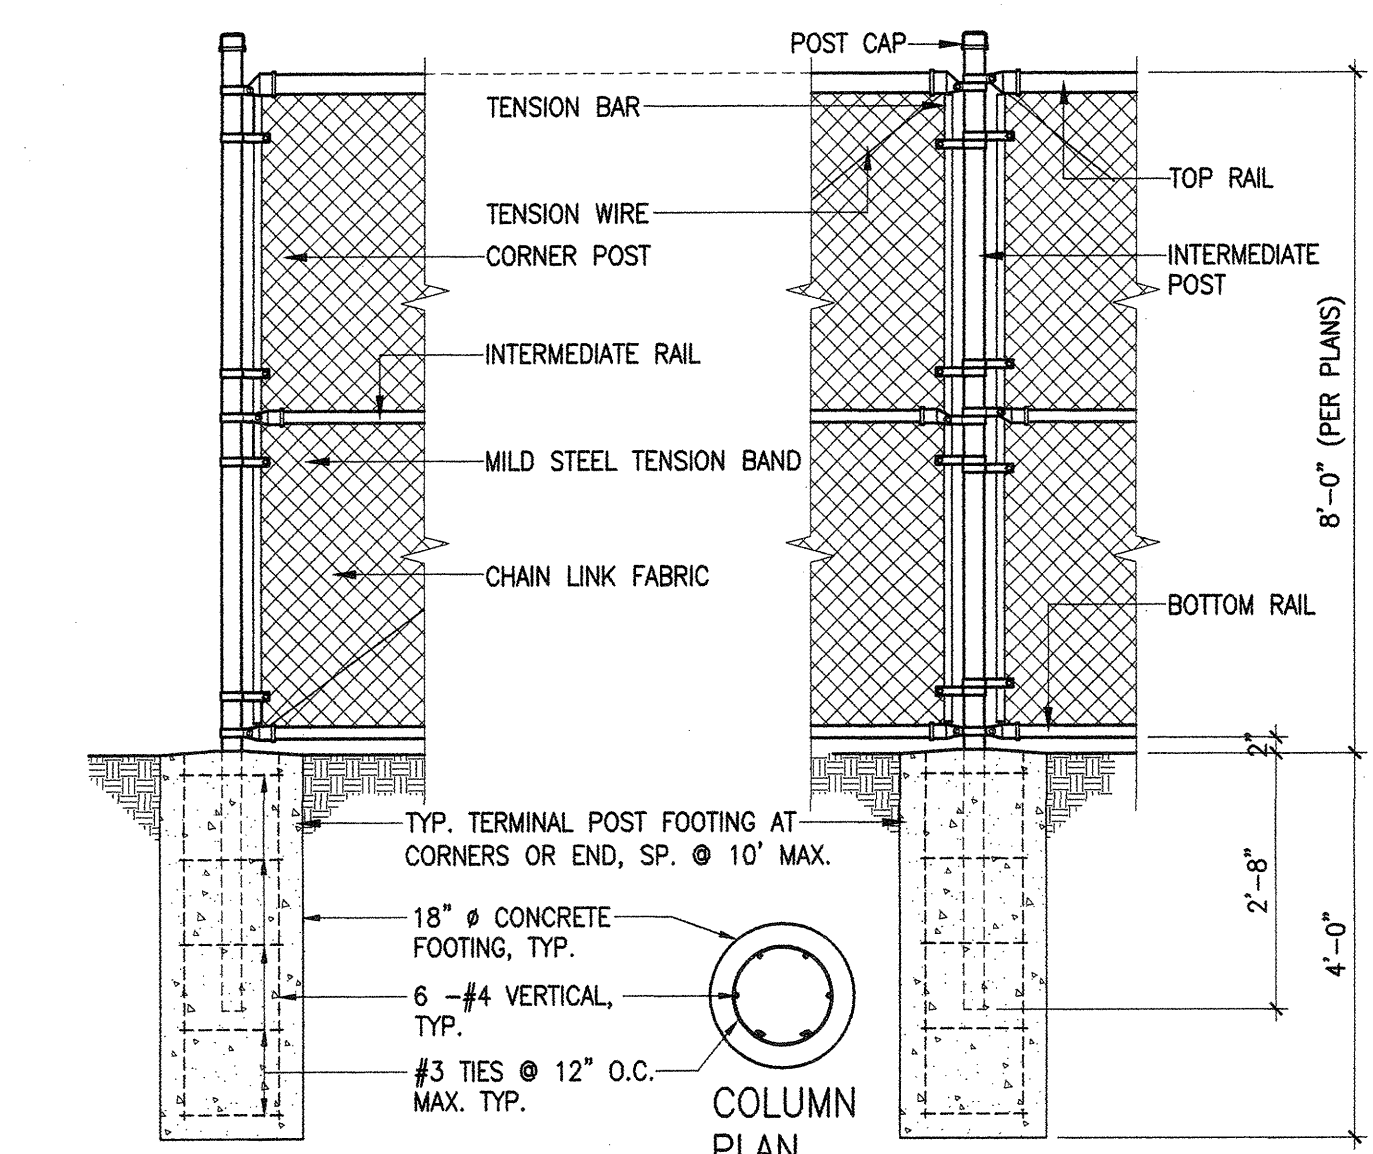 POST CAP
TENSION BAR
TOP RAIL
TENSION WIRE
CORNER POST
INTERMEDIATE
POST
INTERMEDIATE RAIL
8'-0" (PER PLANS)
MILD STEEL TENSION BAND
CHAIN LINK FABRIC
BOTTOM RAIL
2"
TYP. TERMINAL POST FOOTING AT
CORNERS OR END, SP. @ 10' MAX.
2'-8"
4'-0"
18" ø CONCRETE
FOOTING, TYP.
6 -#4 VERTICAL,
TYP.
#3 TIES @ 12" O.C.
MAX. TYP.
COLUMN
PLAN